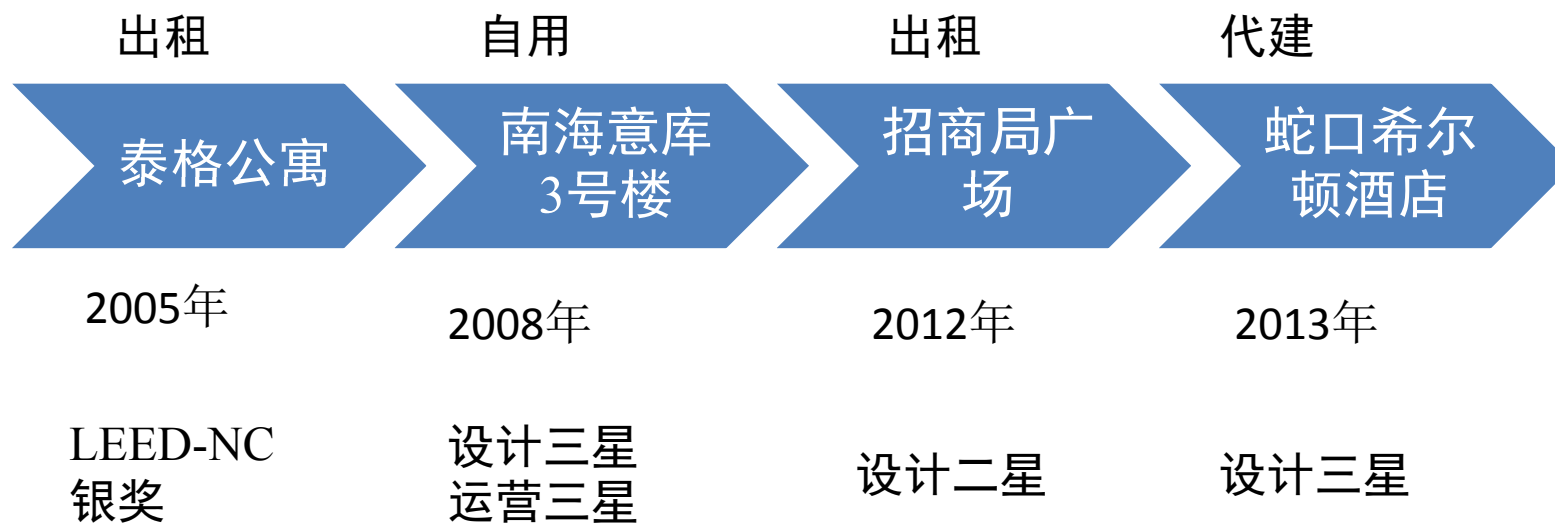 出租
自用
出租
代建
泰格公寓
南海意库
3号楼
招商局广
场
蛇口希尔
顿酒店
2005年
2008年
2012年
2013年
LEED-NC
银奖
设计三星
运营三星
设计二星
设计三星